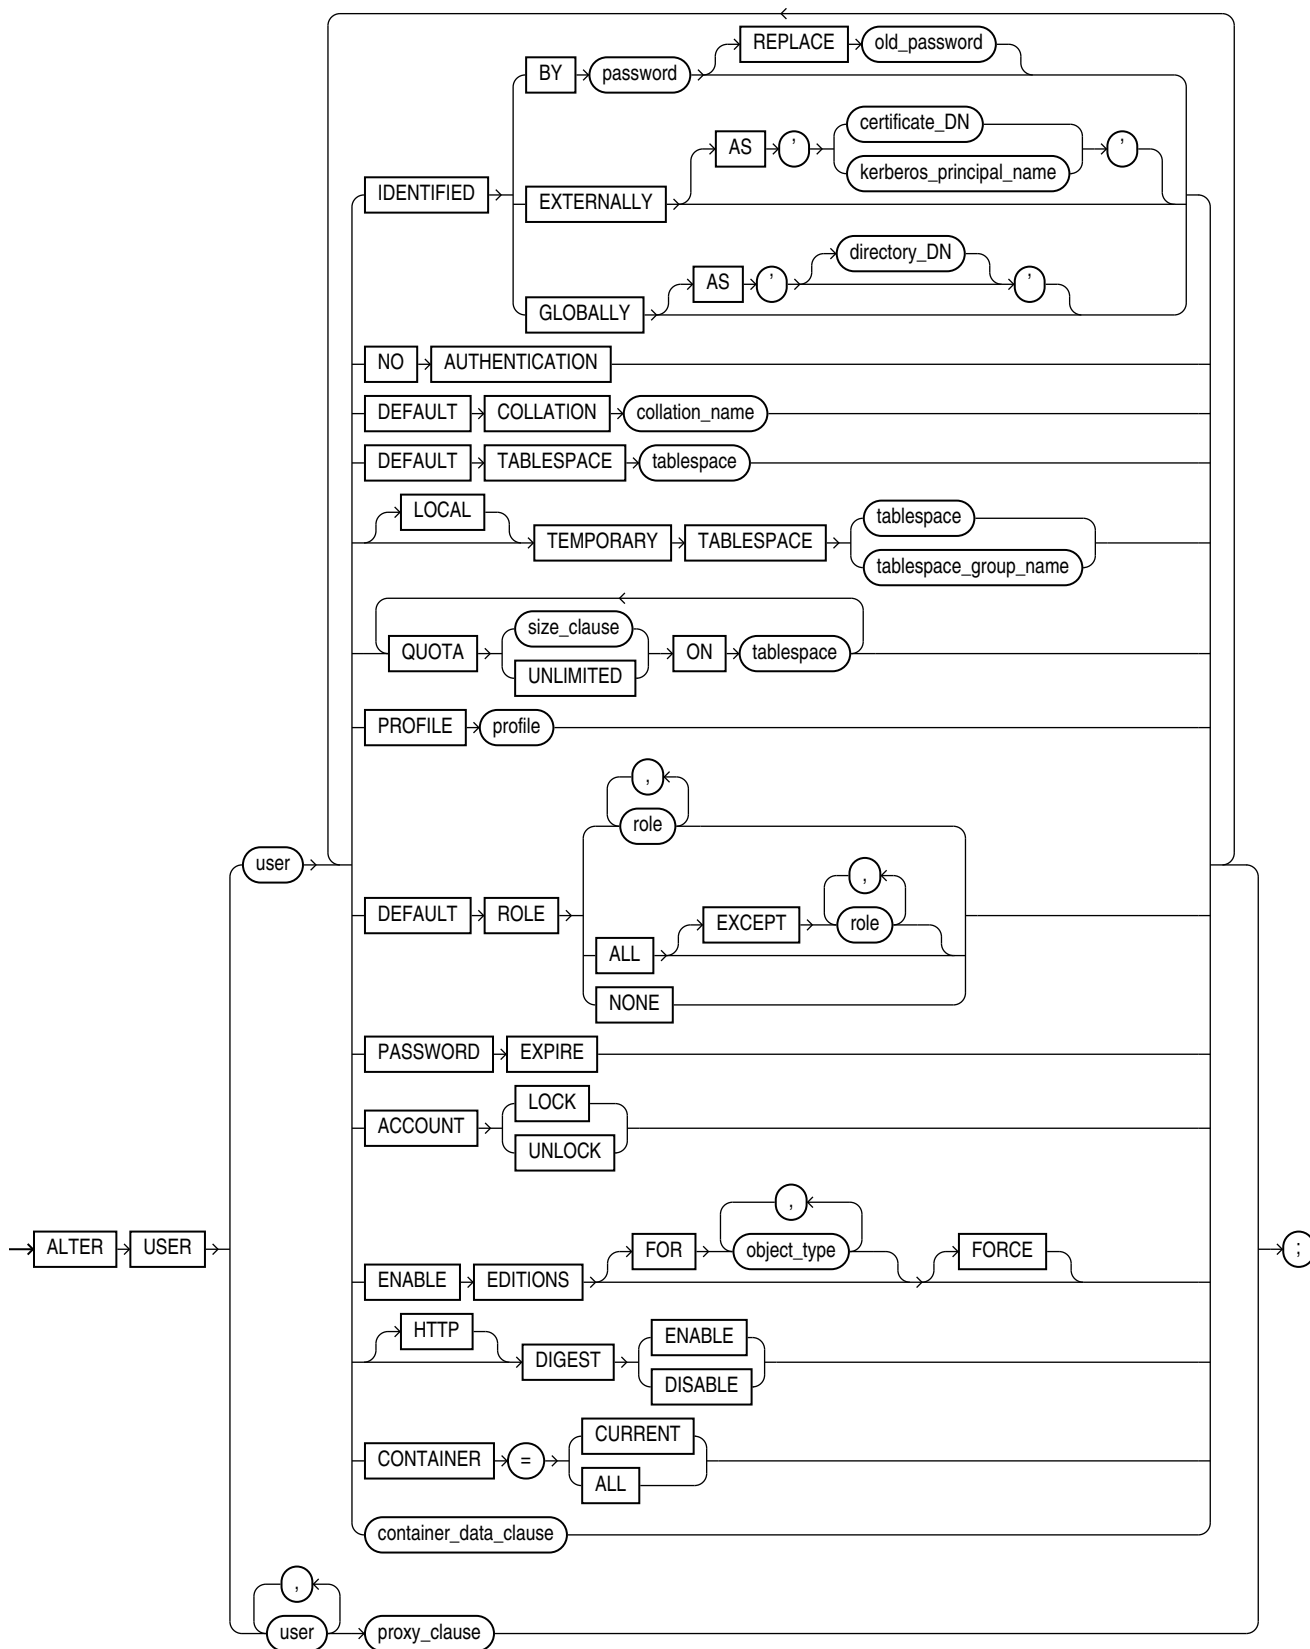 REPLACE old_password
BY password
certificate_DN
AS ' '
kerberos_principal_name
IDENTIFIED
EXTERNALLY
directory_DN
AS ' '
GLOBALLY
NO AUTHENTICATION
DEFAULT COLLATION collation_name
DEFAULT TABLESPACE tablespace
LOCAL
tablespace
TEMPORARY TABLESPACE
tablespace_group_name
size_clause
QUOTA ON tablespace
UNLIMITED
PROFILE profile
,
role
user
,
DEFAULT ROLE
EXCEPT role
ALL
NONE
PASSWORD EXPIRE
LOCK
ACCOUNT
UNLOCK
,
ALTER USER FOR object_type FORCE ;
ENABLE EDITIONS
HTTP ENABLE
DIGEST
DISABLE
CURRENT
CONTAINER =
ALL
container_data_clause
,
user proxy_clause